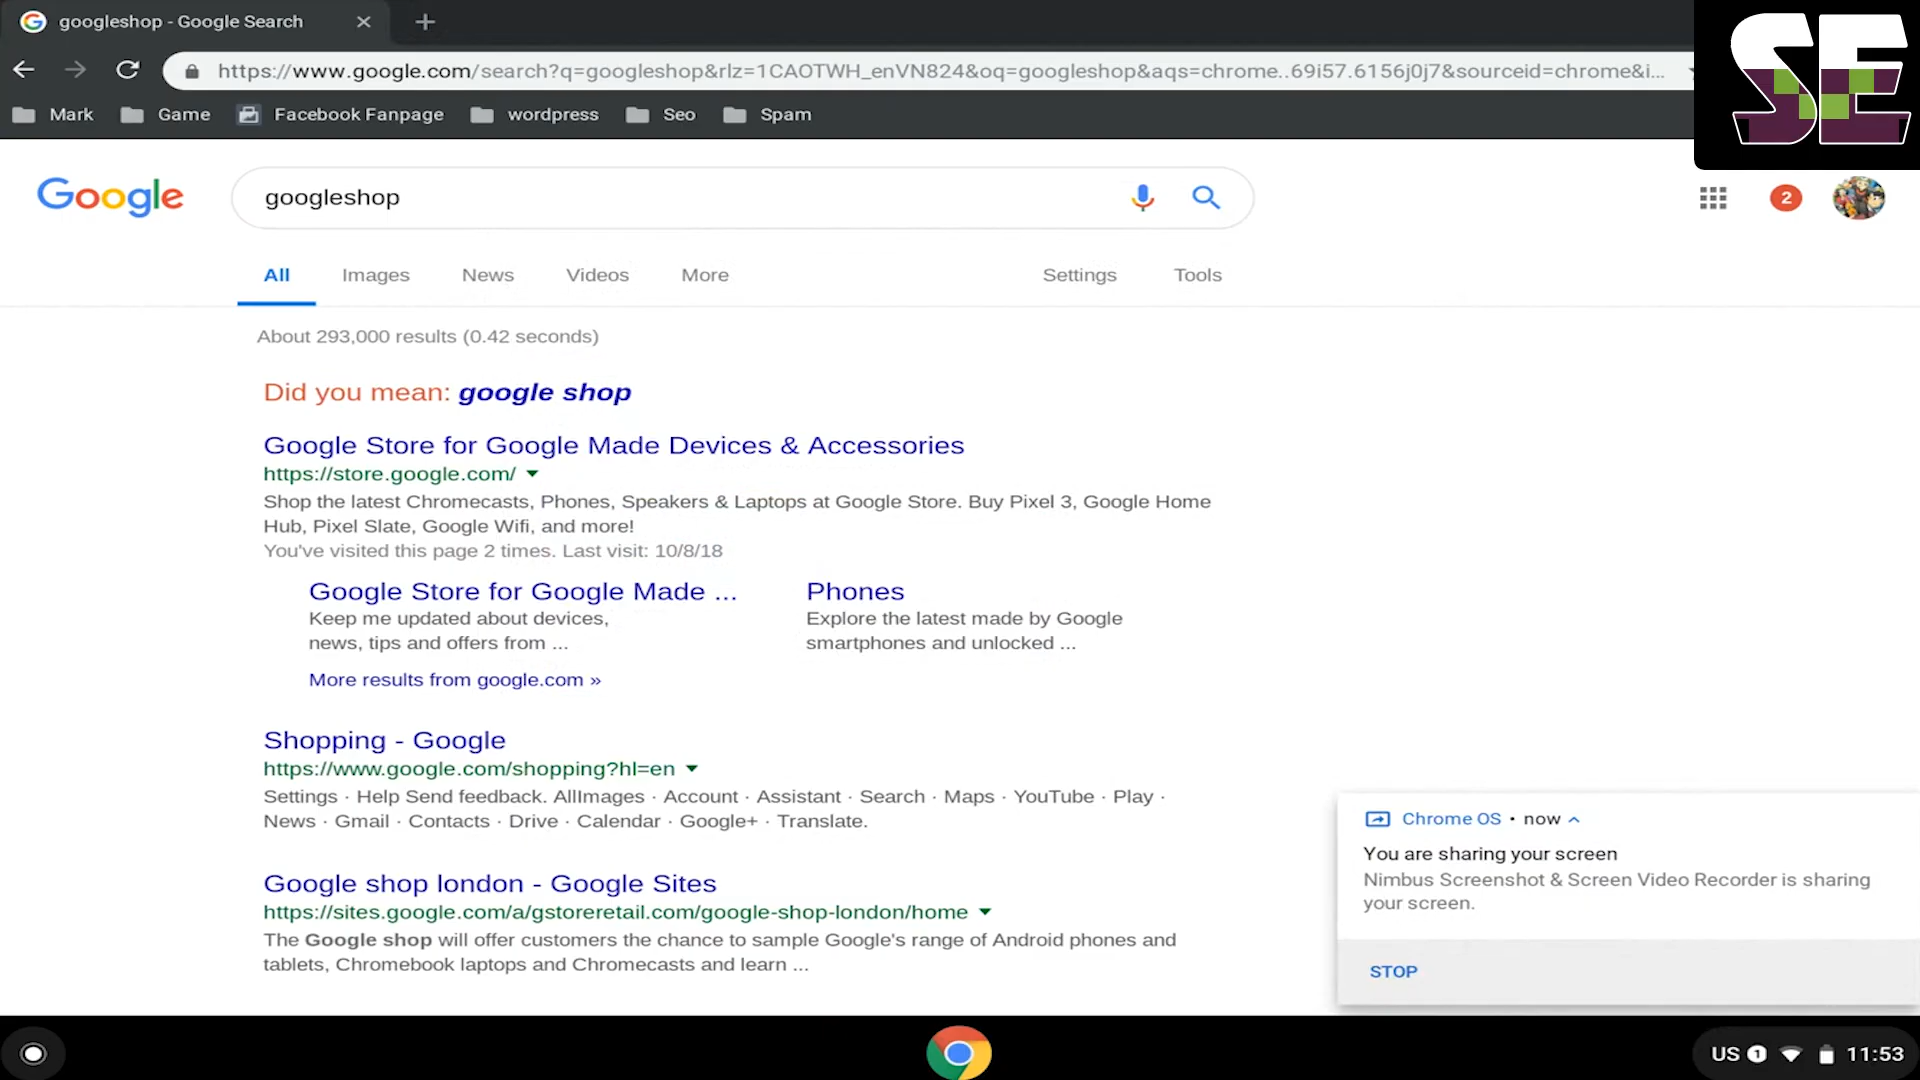 googleshop - Google Search
SE
https://www.google.com/search?q=googleshop&rlz=1CAOTWH_enVN824&oq=googleshop&aqs=chrome..69i57.6156j0j7&sourceid=chrome&i...
Mark Game Facebook Fanpage wordpress Seo Spam
Google googleshop 2
All Images News Videos More Settings Tools
About 293,000 results (0.42 seconds)
Did you mean: google shop
Google Store for Google Made Devices & Accessories
https://store.google.com/
Shop the latest Chromecasts, Phones, Speakers & Laptops at Google Store. Buy Pixel 3, Google Home
Hub, Pixel Slate, Google Wifi, and more!
You've visited this page 2 times. Last visit: 10/8/18
Google Store for Google Made ...
Keep me updated about devices,
news, tips and offers from ...
Phones
Explore the latest made by Google
smartphones and unlocked ...
More results from google.com »
Shopping - Google
https://www.google.com/shopping?hl=en
Settings · Help Send feedback. AllImages · Account · Assistant · Search · Maps · YouTube · Play ·
News · Gmail · Contacts · Drive · Calendar · Google+ · Translate.
Google shop london - Google Sites
https://sites.google.com/a/gstoreretail.com/google-shop-london/home
The Google shop will offer customers the chance to sample Google's range of Android phones and
tablets, Chromebook laptops and Chromecasts and learn ...
Chrome OS · now
You are sharing your screen
Nimbus Screenshot & Screen Video Recorder is sharing
your screen.
STOP
US 1 11:53